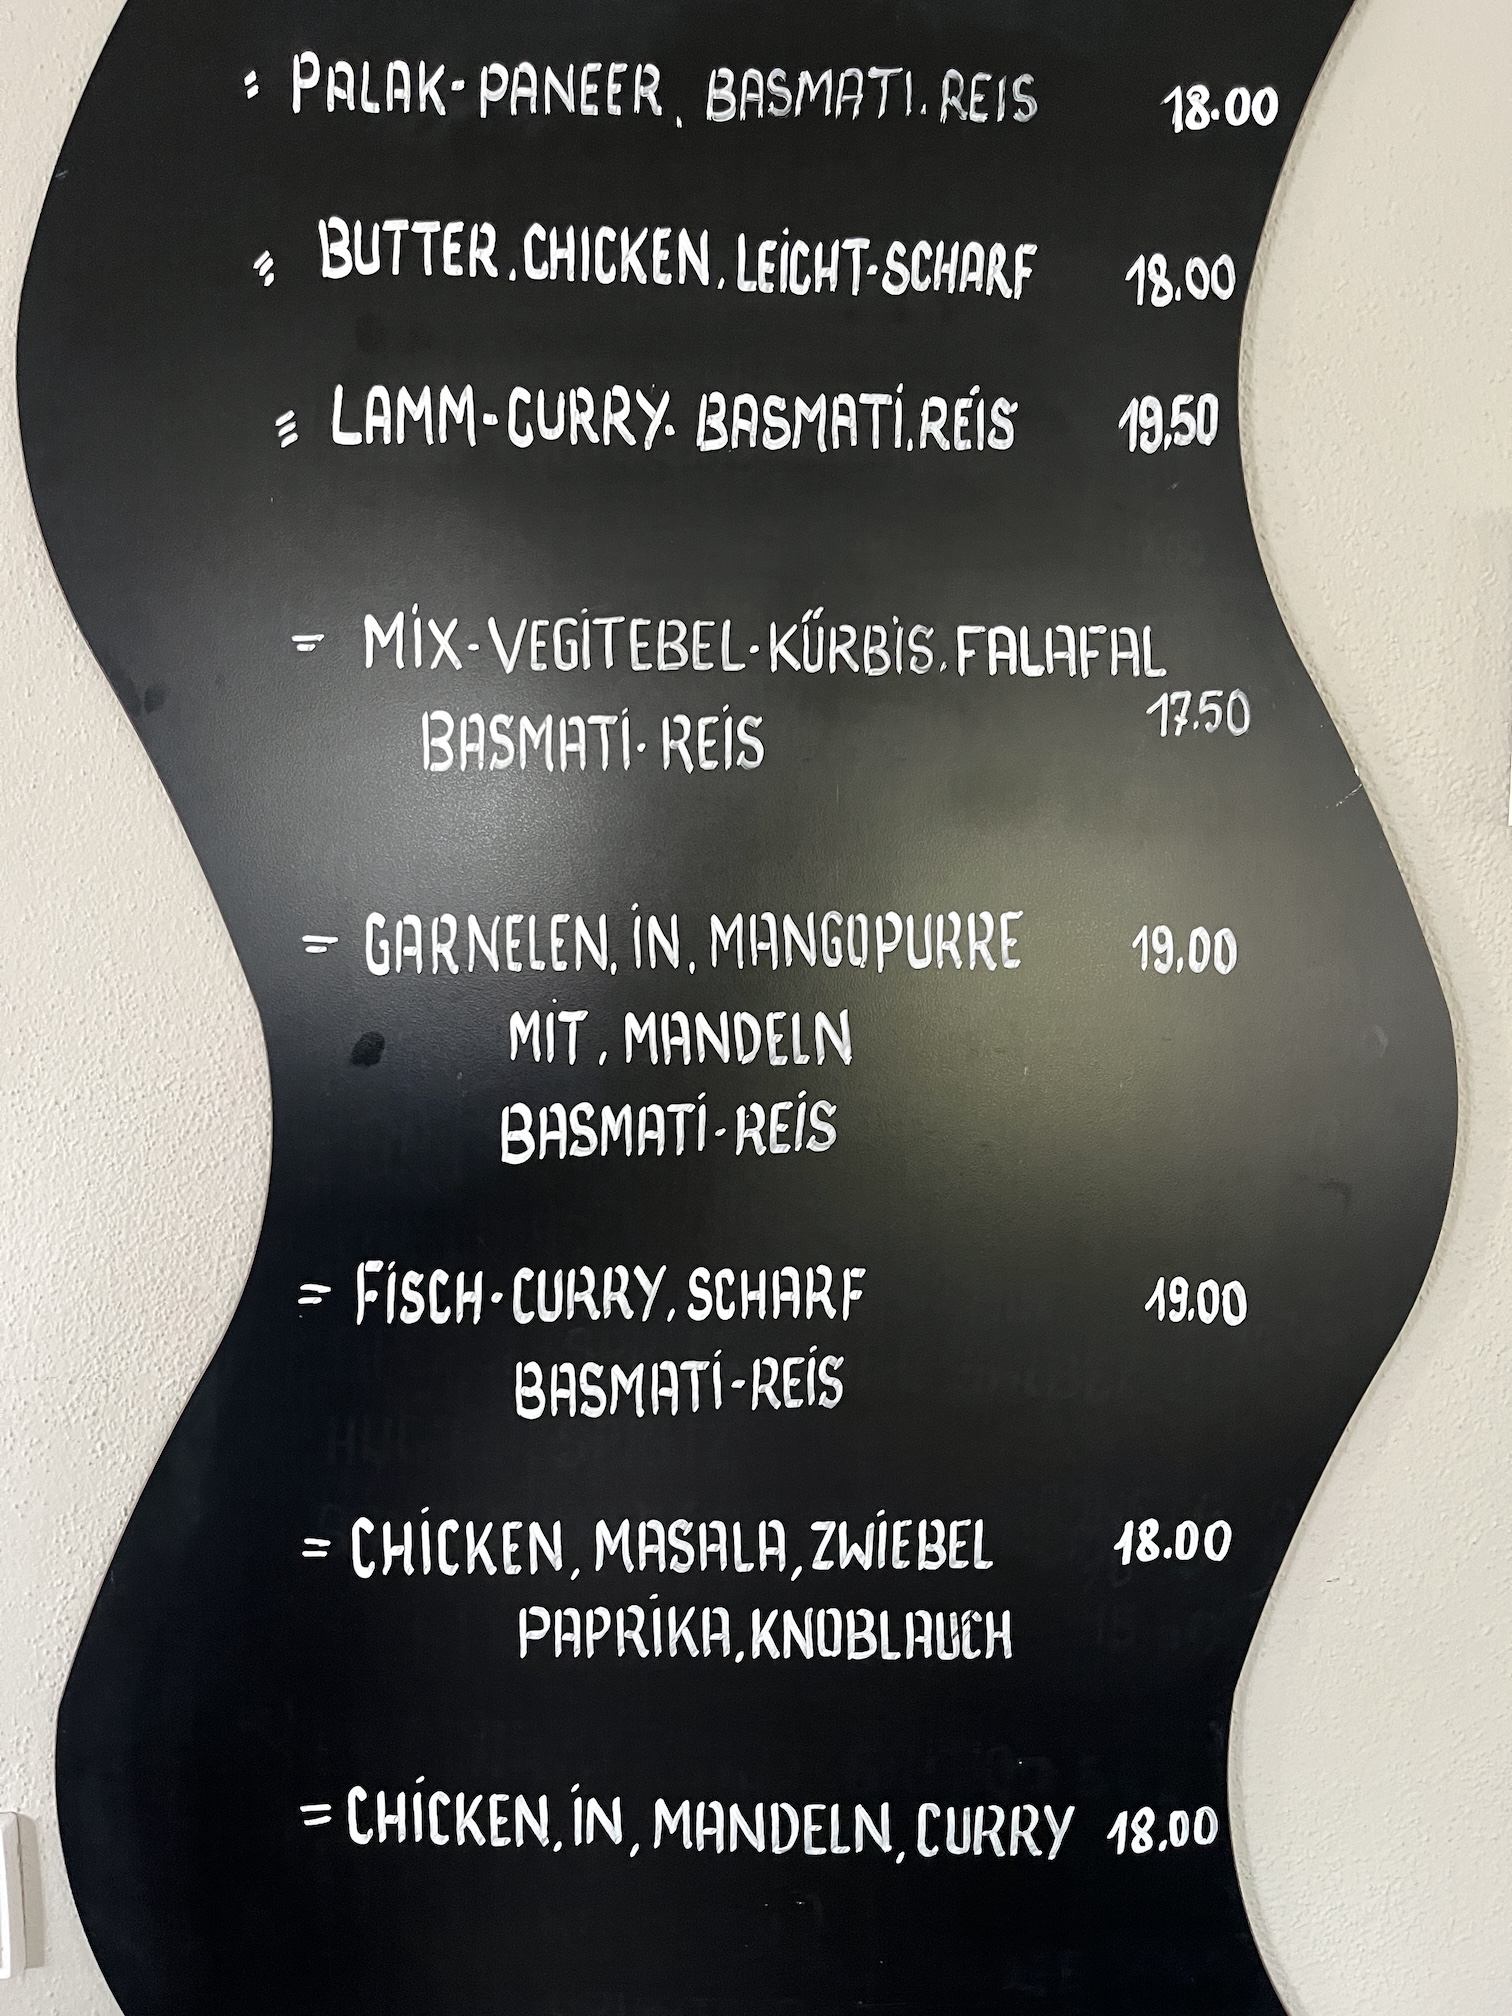 = PALAK-PANEER, BASMATI.REIS 18.00
= BUTTER.CHICKEN, LEICHT-SCHARF 18.00
LAMM-CURRY. BASMATI.REIS 19,50
= MIX-VEGITEBEL-KÜRBIS.FALAFAL
BASMATI-REIS 17.50
= GARNELEN, IN, MANGOPURRE 19.00
MIT, MANDELN
BASMATI-REIS
= FISCH-CURRY, SCHARF 19.00
BASMATI-REIS
= CHICKEN, MASALA, ZWIEBEL 18.00
PAPRIKA, KNOBLAUCH
= CHICKEN, IN, MANDELN, CURRY 18.00